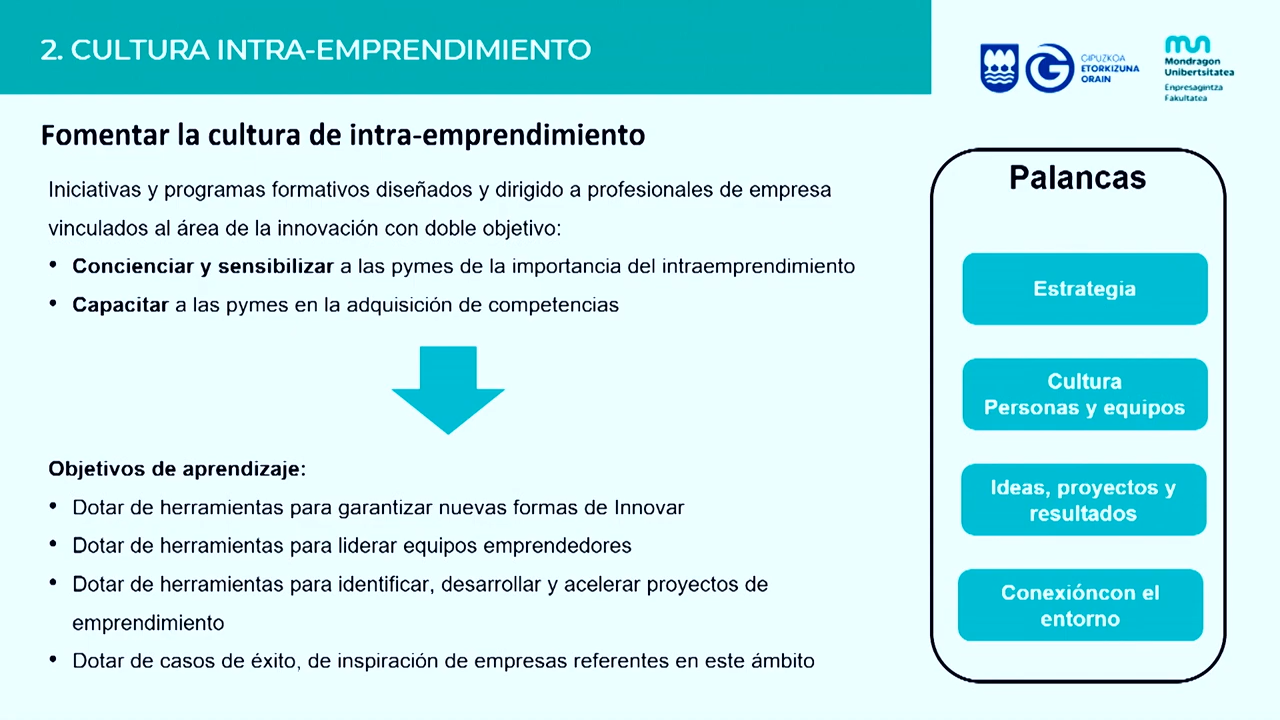 2. CULTURA INTRA-EMPRENDIMIENTO
GIPUZKOA
ETORKIZUNA
ORAIN
Mondragon
Unibertsitatea
Enpresagintza
Fakultatea
Fomentar la cultura de intra-emprendimiento
Iniciativas y programas formativos diseñados y dirigido a profesionales de empresa
vinculados al área de la innovación con doble objetivo:
• Concienciar y sensibilizar a las pymes de la importancia del intraemprendimiento
• Capacitar a las pymes en la adquisición de competencias
Objetivos de aprendizaje:
• Dotar de herramientas para garantizar nuevas formas de Innovar
• Dotar de herramientas para liderar equipos emprendedores
• Dotar de herramientas para identificar, desarrollar y acelerar proyectos de
emprendimiento
• Dotar de casos de éxito, de inspiración de empresas referentes en este ámbito
Palancas
Estrategia
Cultura
Personas y equipos
Ideas, proyectos y
resultados
Conexióncon el
entorno